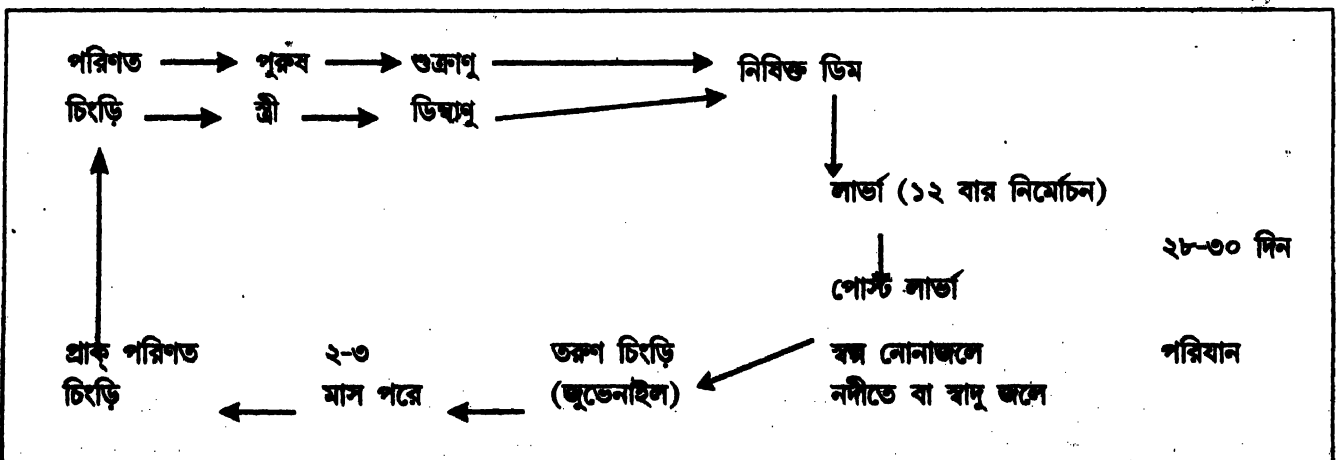 পরিণত পুরুষ শুক্রাণু নিষিক্ত ডিম
চিংড়ি স্ত্রী ডিম্বাণু
লার্ভা (১২ বার নির্মোচন)
২৮-৩০ দিন
পোস্ট লার্ভা
প্রাক্ পরিণত ২-৩ তরুণ চিংড়ি স্বল্প নোনাজলে পরিযান
চিংড়ি মাস পরে (জুভেনাইল) নদীতে বা স্বাদু জলে